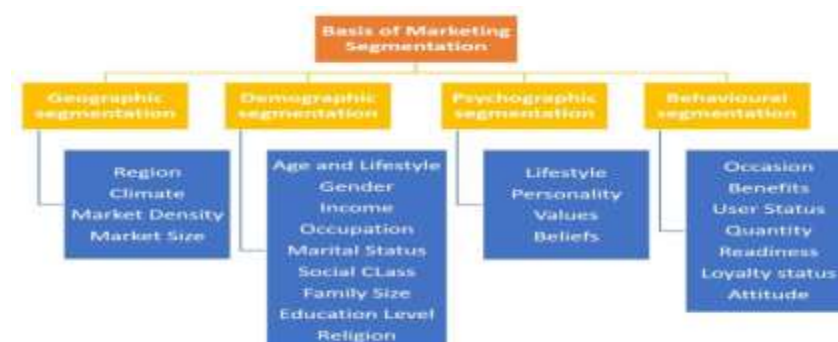 Basis of Marketing
Segmentation
Geographic
segmentation
Demographic
segmentation
Psychographic
segmentation
Behavioural
segmentation
Region
Climate
Market Density
Market Size
Age and Lifestyle
Gender
Income
Occupation
Marital Status
Social CLass
Family Size
Education Level
Religion
Lifestyle
Personality
Values
Beliefs
Occasion
Benefits
User Status
Quantity
Readiness
Loyalty status
Attitude